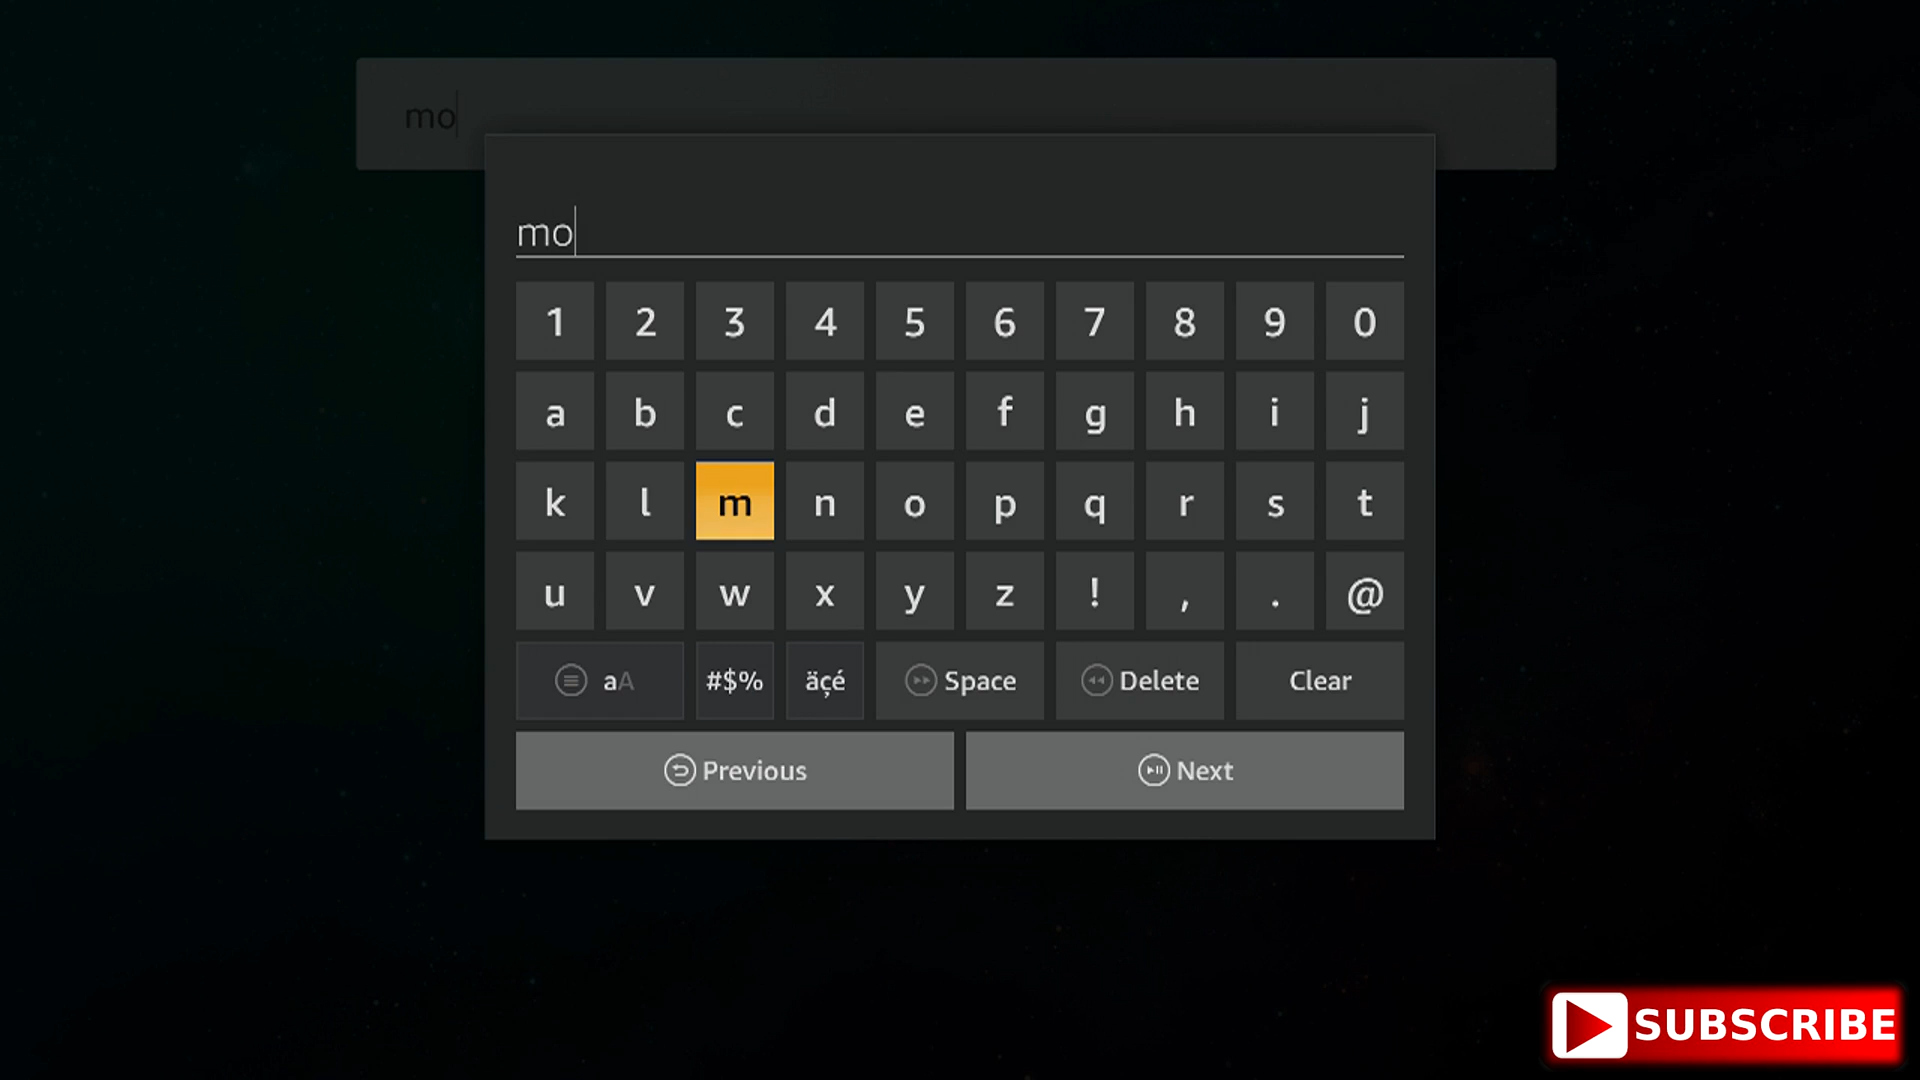 mo
mo
1 2 3 4 5 6 7 8 9 0
a b c d e f g h i j
k l m n o p q r s t
u v w x y z ! , . @
aA #$% äçé Space Delete Clear
Previous Next
SUBSCRIBE